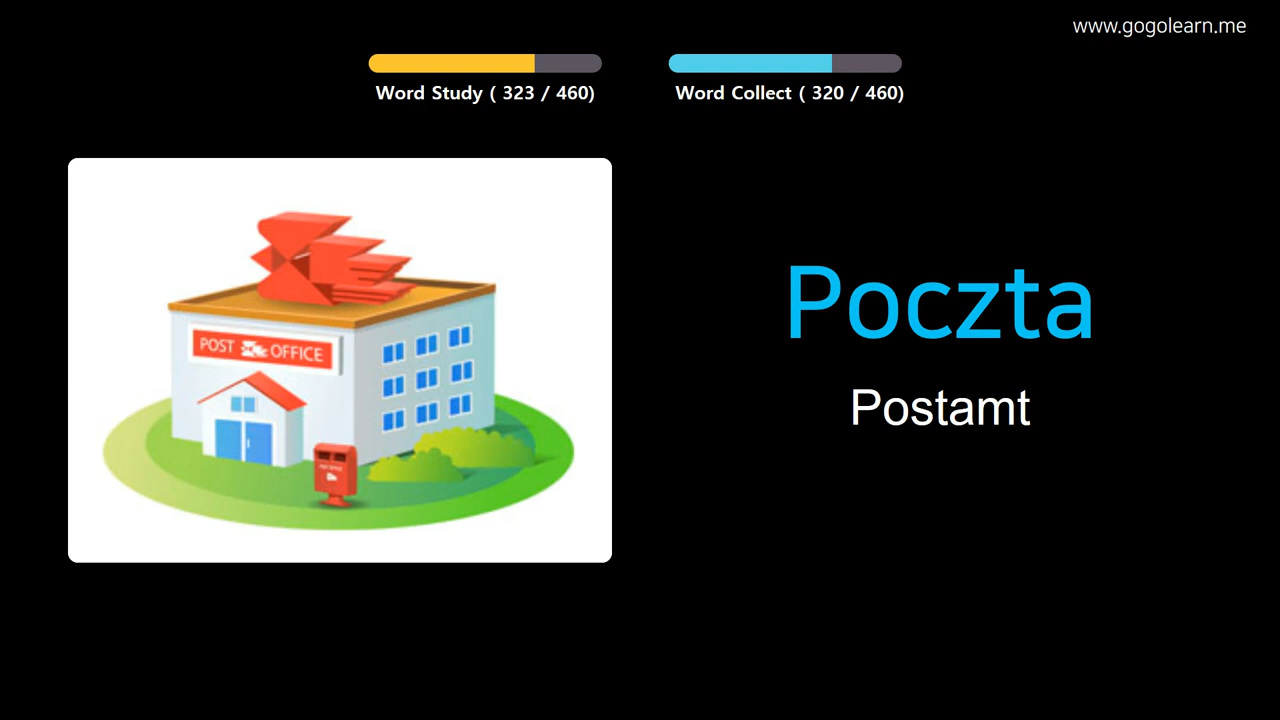 www.gogolearn.me
Word Study ( 323 / 460)
Word Collect ( 320 / 460)
POST OFFICE
Poczta
Postamt